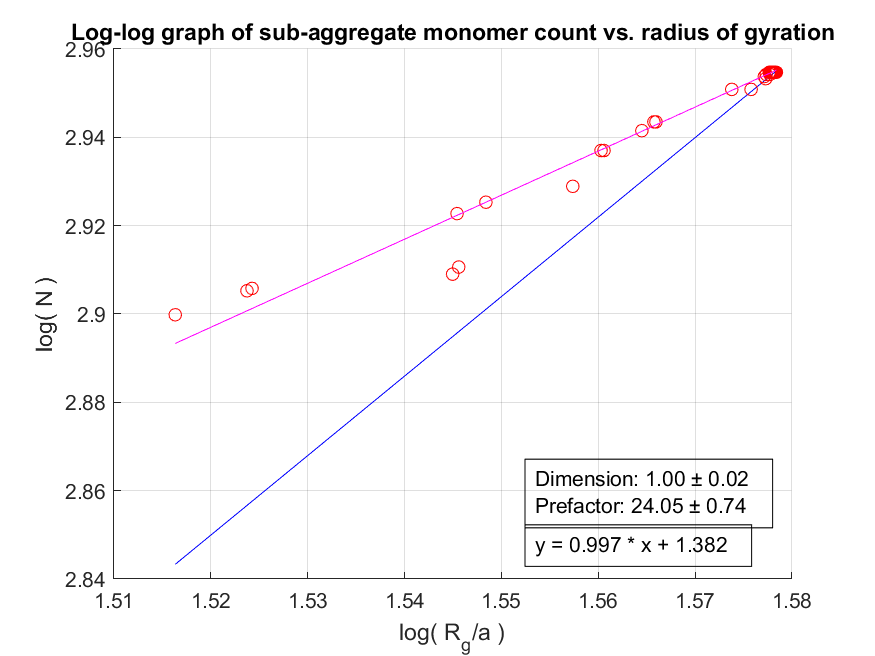 Log-log graph of sub-aggregate monomer count vs. radius of gyration
2.96
2.94
2.92
2.9
2.88
2.86
2.84
log( N )
Dimension: 1.00 ± 0.02
Prefactor: 24.05 ± 0.74
y = 0.997 * x + 1.382
1.51 1.52 1.53 1.54 1.55 1.56 1.57 1.58
log( R_g/a )